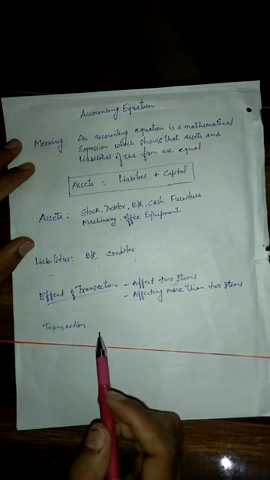 Accounting Equation
Meaning: An accounting equation is a mathematical
Expression which shows that assets and
Liabilities of the firm are equal
Assets = Liabilities + Capital
Assets: Stock, Debtor, B/R, Cash, Furniture
Machinery, office Equipment
Liabilities: B/P, Creditor
Effect of Transection - Affect two Items
- Affecting more than two Items
Transaction